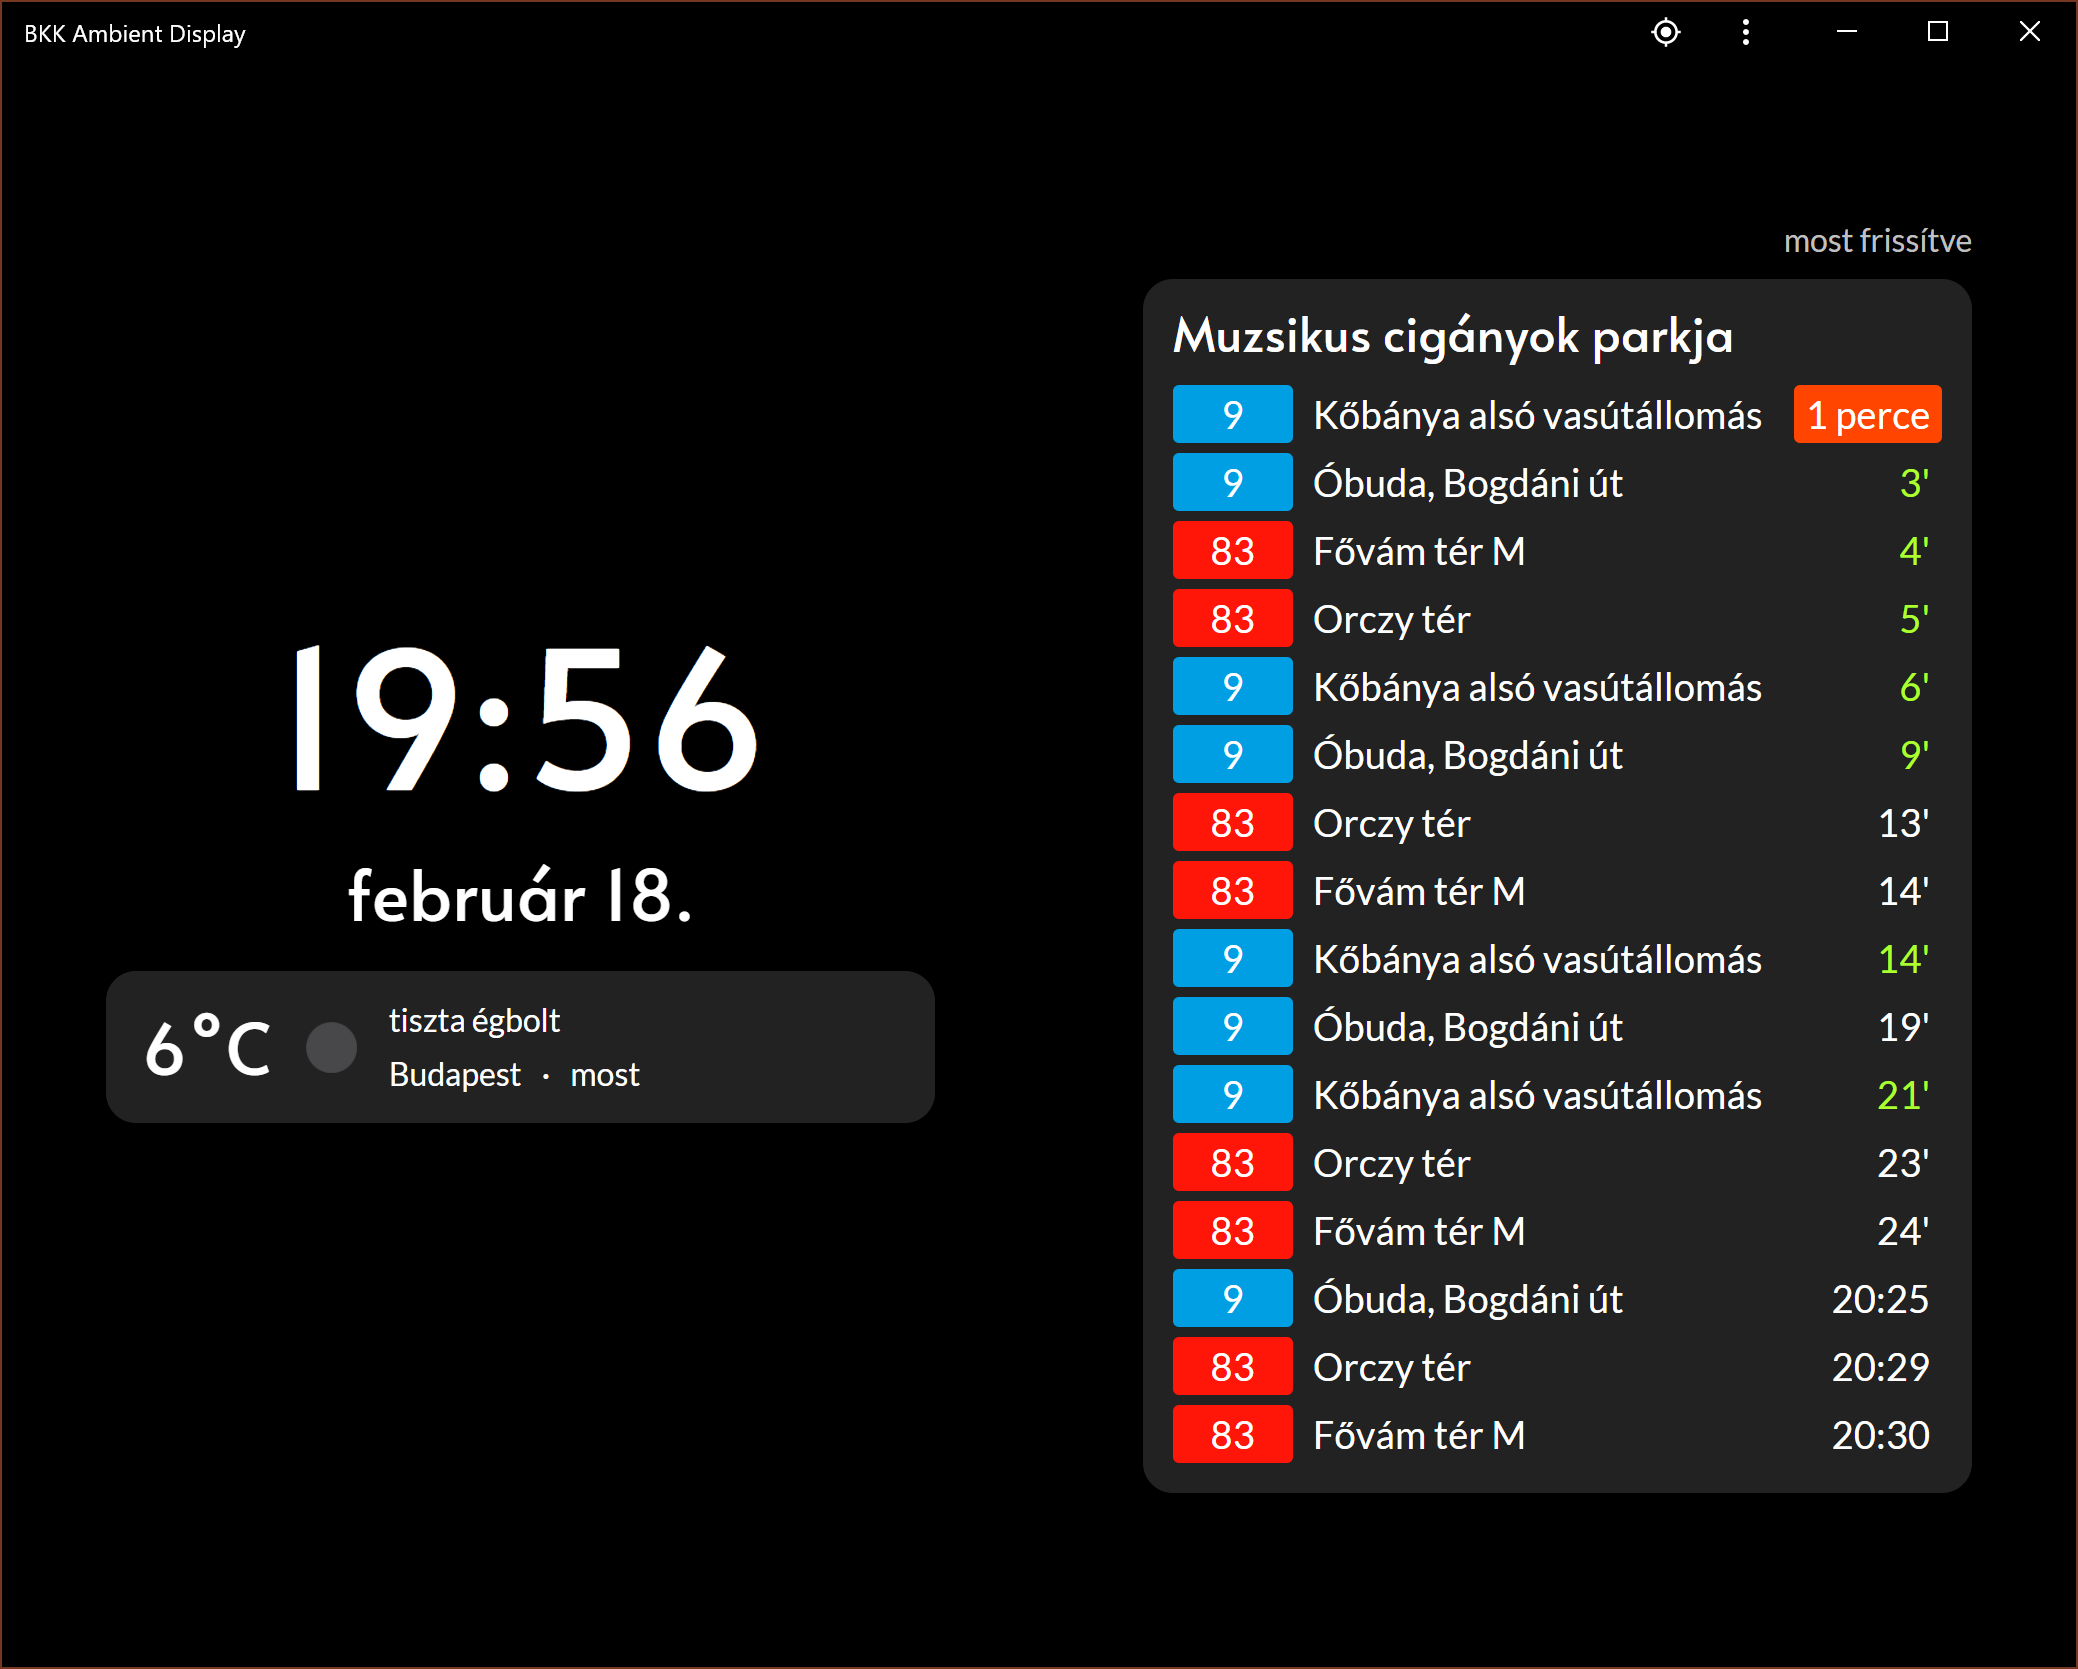 BKK Ambient Display
19:56
február 18.
6°C
tiszta égbolt
Budapest · most
most frissítve
Muzsikus cigányok parkja
9 Kőbánya alsó vasútállomás 1 perce
9 Óbuda, Bogdáni út 3'
83 Fővám tér M 4'
83 Orczy tér 5'
9 Kőbánya alsó vasútállomás 6'
9 Óbuda, Bogdáni út 9'
83 Orczy tér 13'
83 Fővám tér M 14'
9 Kőbánya alsó vasútállomás 14'
9 Óbuda, Bogdáni út 19'
9 Kőbánya alsó vasútállomás 21'
83 Orczy tér 23'
83 Fővám tér M 24'
9 Óbuda, Bogdáni út 20:25
83 Orczy tér 20:29
83 Fővám tér M 20:30